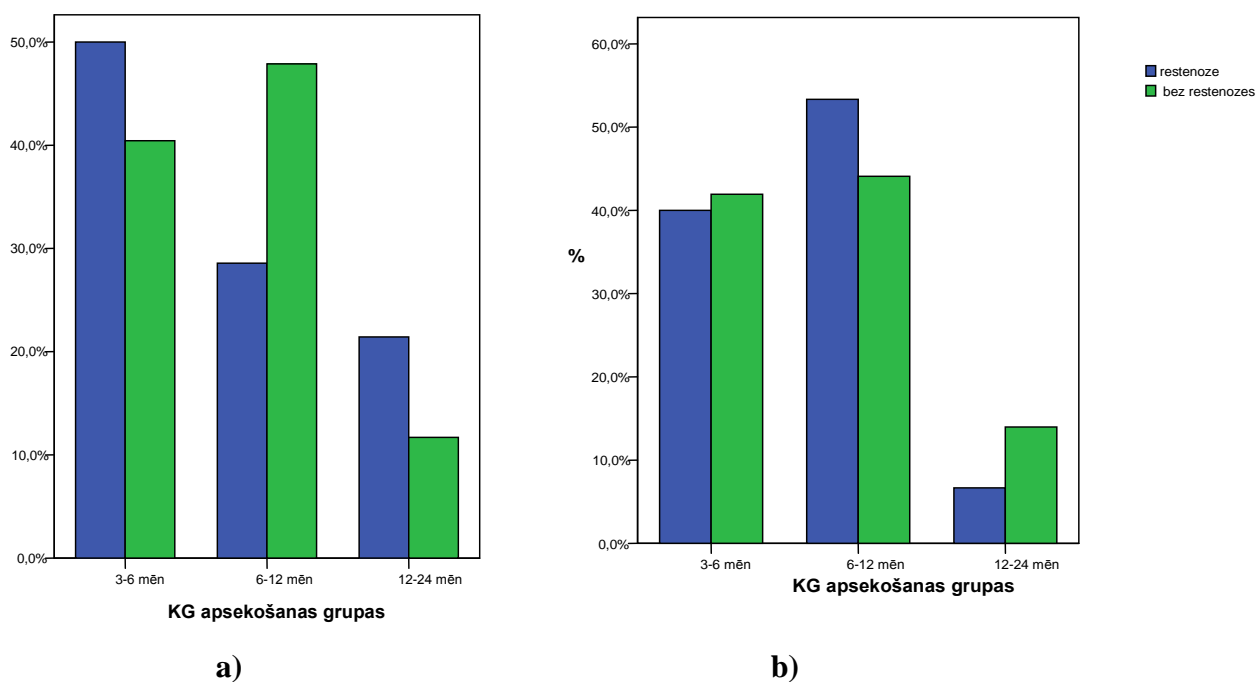 50,0%
40,0%
30,0%
20,0%
10,0%
0,0%
3-6 mēn 6-12 mēn 12-24 mēn
KG apsekošanas grupas
a)
60,0%
50,0%
40,0%
%
30,0%
20,0%
10,0%
0,0%
3-6 mēn 6-12 mēn 12-24 mēn
KG apsekošanas grupas
b)
restenoze
bez restenozes